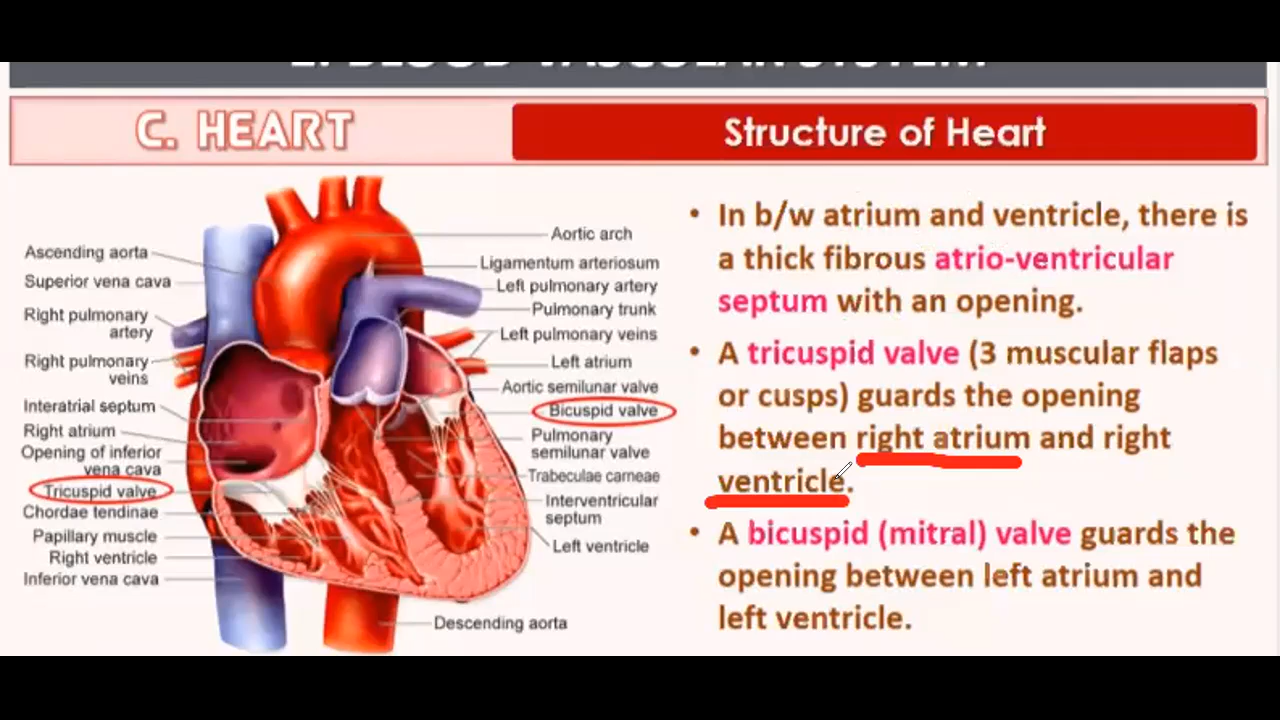 2. BLOOD VASCULAR SYSTEM
C. HEART
Structure of Heart
Ascending aorta
Superior vena cava
Right pulmonary
artery
Right pulmonary
veins
Interatrial septum
Right atrium
Opening of inferior
vena cava
Tricuspid valve
Chordae tendinae
Papillary muscle
Right ventricle
Inferior vena cava
Aortic arch
Ligamentum arteriosum
Left pulmonary artery
Pulmonary trunk
Left pulmonary veins
Left atrium
Aortic semilunar valve
Bicuspid valve
Pulmonary
semilunar valve
Trabeculae carneae
Interventricular
septum
Left ventricle
Descending aorta
• In b/w atrium and ventricle, there is
a thick fibrous atrio-ventricular
septum with an opening.
• A tricuspid valve (3 muscular flaps
or cusps) guards the opening
between right atrium and right
ventricle.
• A bicuspid (mitral) valve guards the
opening between left atrium and
left ventricle.